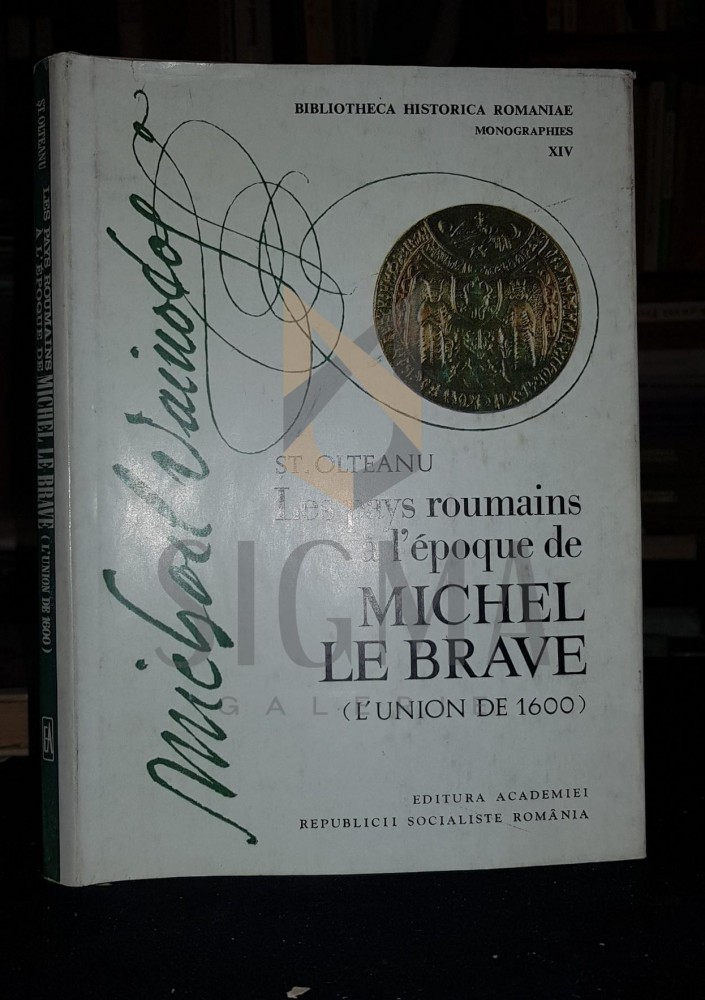 BIBLIOTHECA HISTORICA ROMANIAE
MONOGRAPHIES
XIV
Michael Vaivodo
ST. OLTEANU
Les pays roumains
à l'époque de
MICHEL
LE BRAVE
(L'UNION DE 1600)
EDITURA ACADEMIEI
REPUBLICII SOCIALISTE ROMÂNIA
ST. OLTEANU
LES PAYS ROUMAINS
À L'ÉPOQUE DE MICHEL LE BRAVE (L'UNION DE 1600)
SIGMA
GALERIE